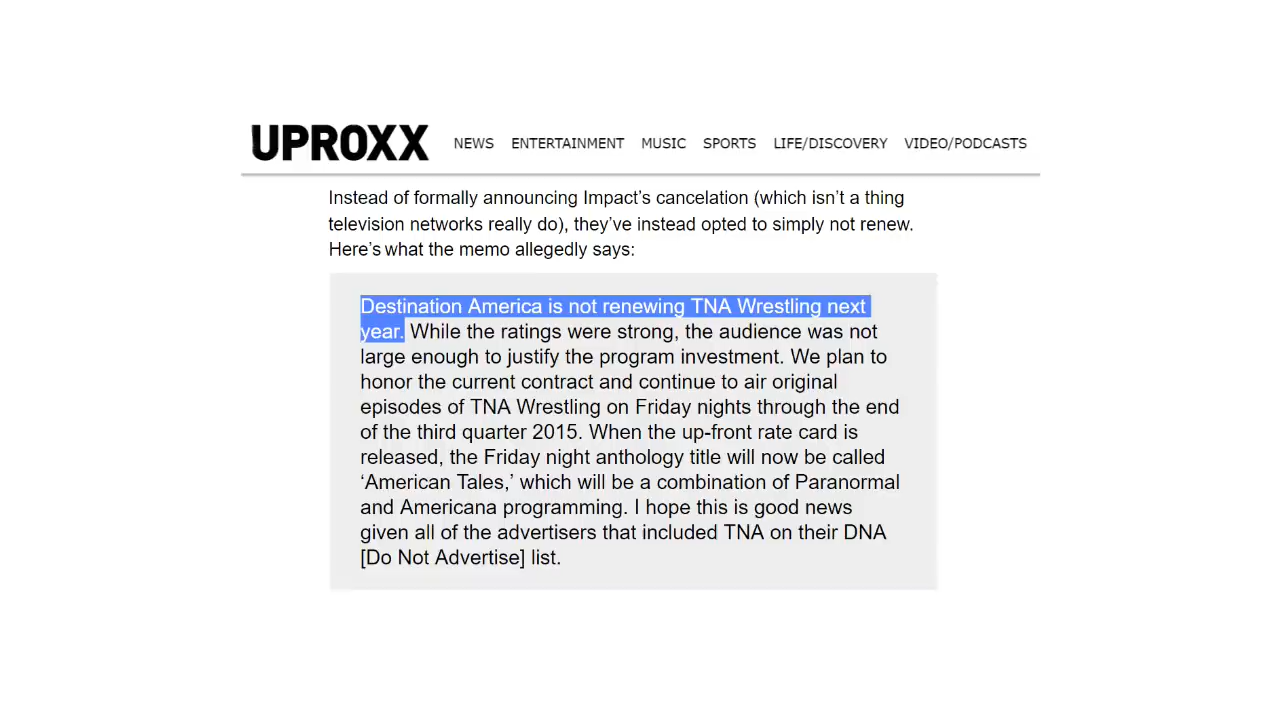 UPROXX NEWS ENTERTAINMENT MUSIC SPORTS LIFE/DISCOVERY VIDEO/PODCASTS
Instead of formally announcing Impact’s cancelation (which isn’t a thing
television networks really do), they’ve instead opted to simply not renew.
Here’s what the memo allegedly says:
Destination America is not renewing TNA Wrestling next
year. While the ratings were strong, the audience was not
large enough to justify the program investment. We plan to
honor the current contract and continue to air original
episodes of TNA Wrestling on Friday nights through the end
of the third quarter 2015. When the up-front rate card is
released, the Friday night anthology title will now be called
‘American Tales,’ which will be a combination of Paranormal
and Americana programming. I hope this is good news
given all of the advertisers that included TNA on their DNA
[Do Not Advertise] list.